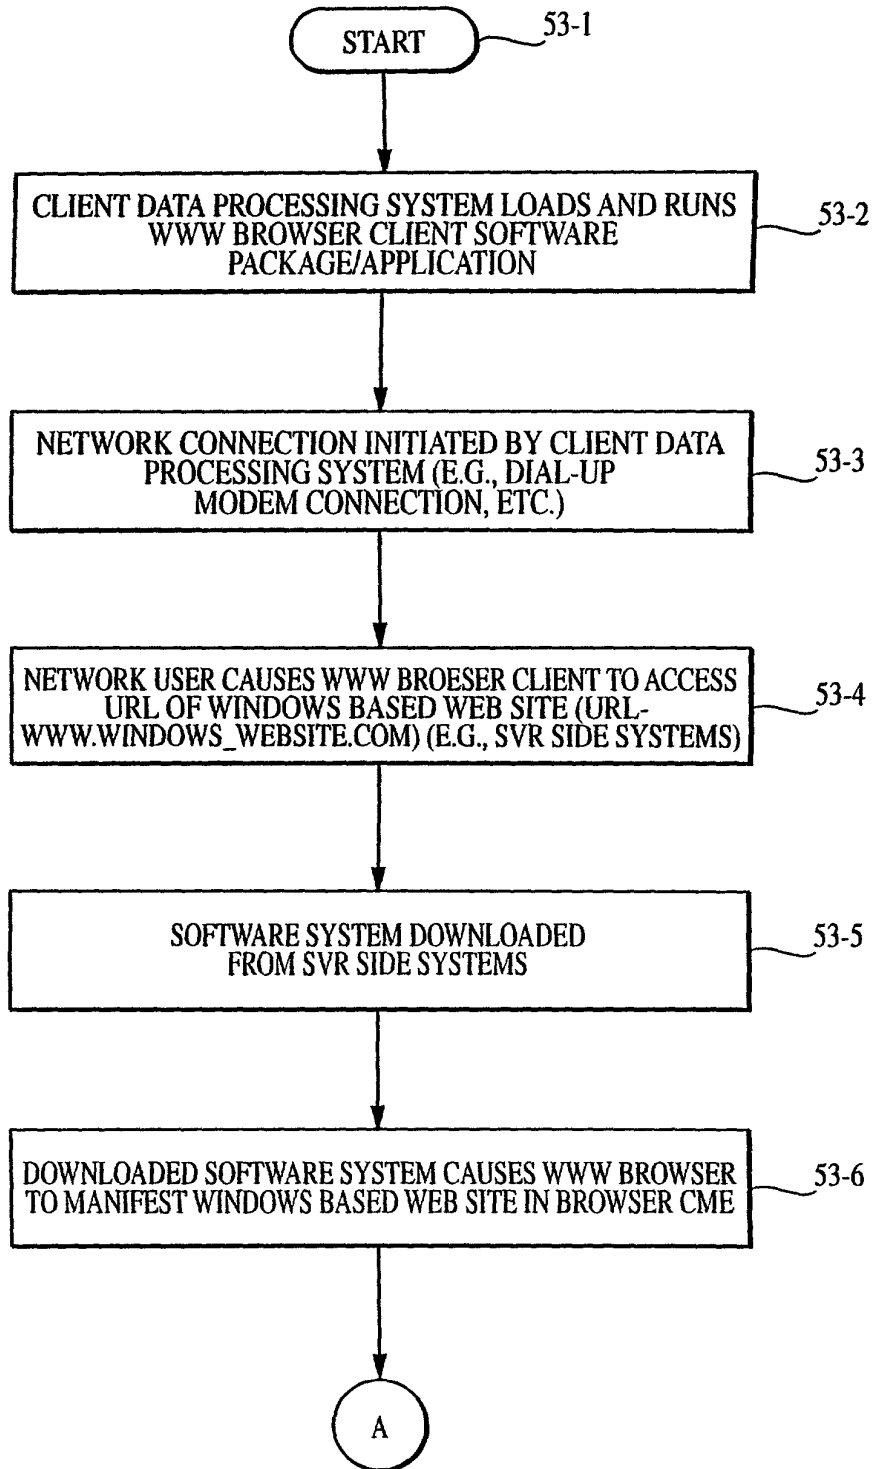 START
53-1
CLIENT DATA PROCESSING SYSTEM LOADS AND RUNS
WWW BROWSER CLIENT SOFTWARE
PACKAGE/APPLICATION
53-2
NETWORK CONNECTION INITIATED BY CLIENT DATA
PROCESSING SYSTEM (E.G., DIAL-UP
MODEM CONNECTION, ETC.)
53-3
NETWORK USER CAUSES WWW BROESER CLIENT TO ACCESS
URL OF WINDOWS BASED WEB SITE (URL-
WWW.WINDOWS_WEBSITE.COM) (E.G., SVR SIDE SYSTEMS)
53-4
SOFTWARE SYSTEM DOWNLOADED
FROM SVR SIDE SYSTEMS
53-5
DOWNLOADED SOFTWARE SYSTEM CAUSES WWW BROWSER
TO MANIFEST WINDOWS BASED WEB SITE IN BROWSER CME
53-6
A